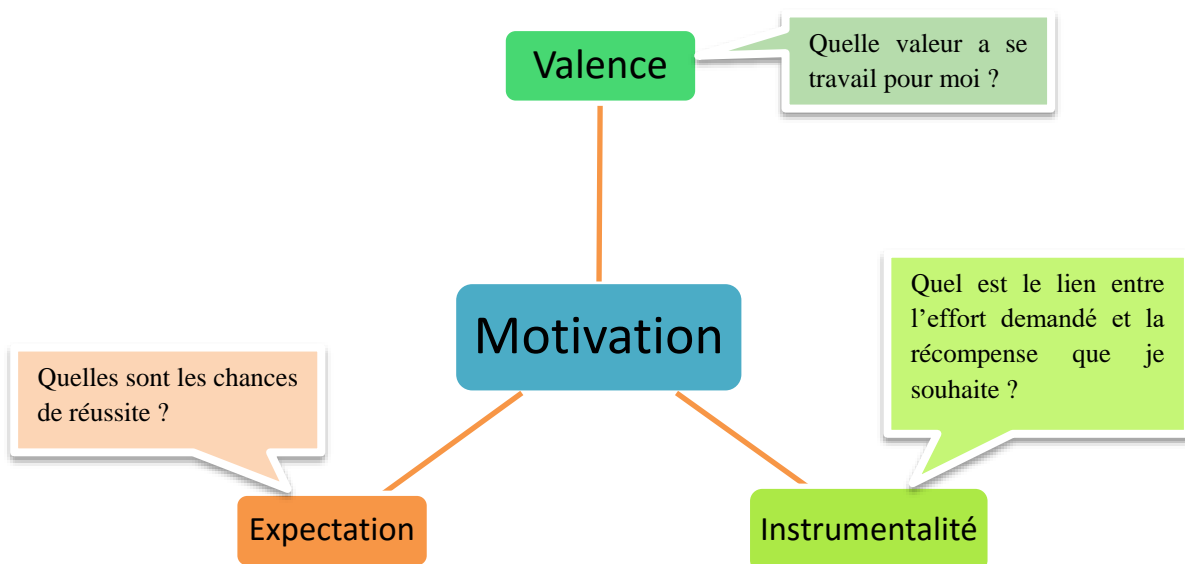 Valence
Quelle valeur a se
travail pour moi ?
Motivation
Quel est le lien entre
l’effort demandé et la
récompense que je
souhaite ?
Quelles sont les chances
de réussite ?
Expectation
Instrumentalité